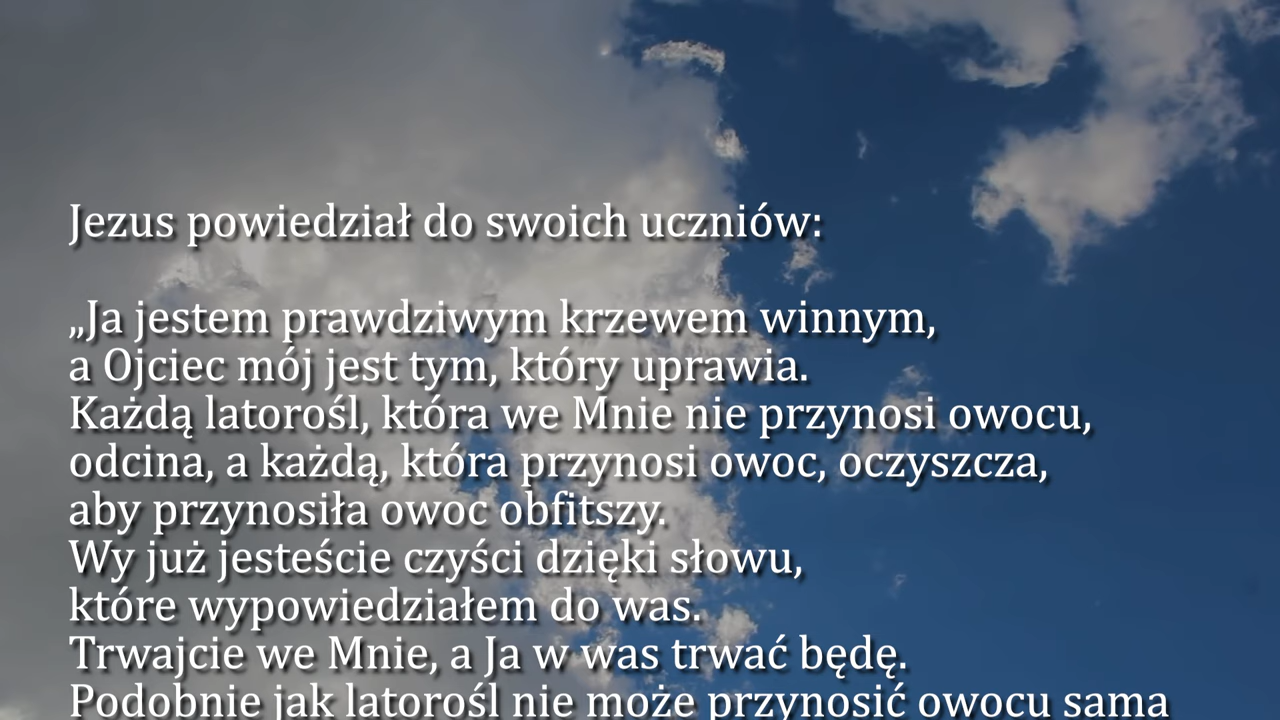 Jezus powiedział do swoich uczniów:
„Ja jestem prawdziwym krzewem winnym,
a Ojciec mój jest tym, który uprawia.
Każdą latorośl, która we Mnie nie przynosi owocu,
odcina, a każdą, która przynosi owoc, oczyszcza,
aby przynosiła owoc obfitszy.
Wy już jesteście czyści dzięki słowu,
które wypowiedziałem do was.
Trwajcie we Mnie, a Ja w was trwać będę.
Podobnie jak latorośl nie może przynosić owocu sama